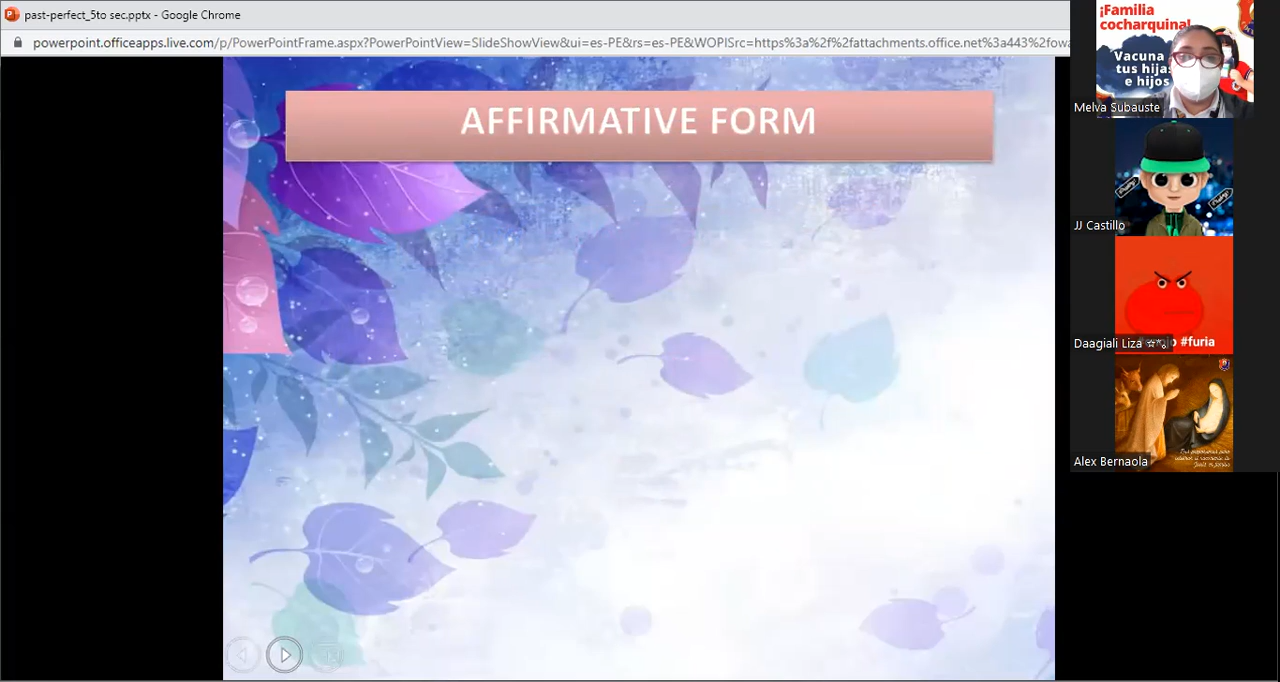 past-perfect_5to sec.pptx - Google Chrome
powerpoint.officeapps.live.com/p/PowerPointFrame.aspx?PowerPointView=SlideShowView&ui=es-PE&rs=es-PE&WOPISrc=https%3a%2f%2fattachments.office.net%3a443%2fowa
AFFIRMATIVE FORM
¡Familia
cocharquina!
Vacuna
tus hijas
e hijos
Melva Subauste
JJ Castillo
#furia
Daagiali Liza
Alex Bernaola